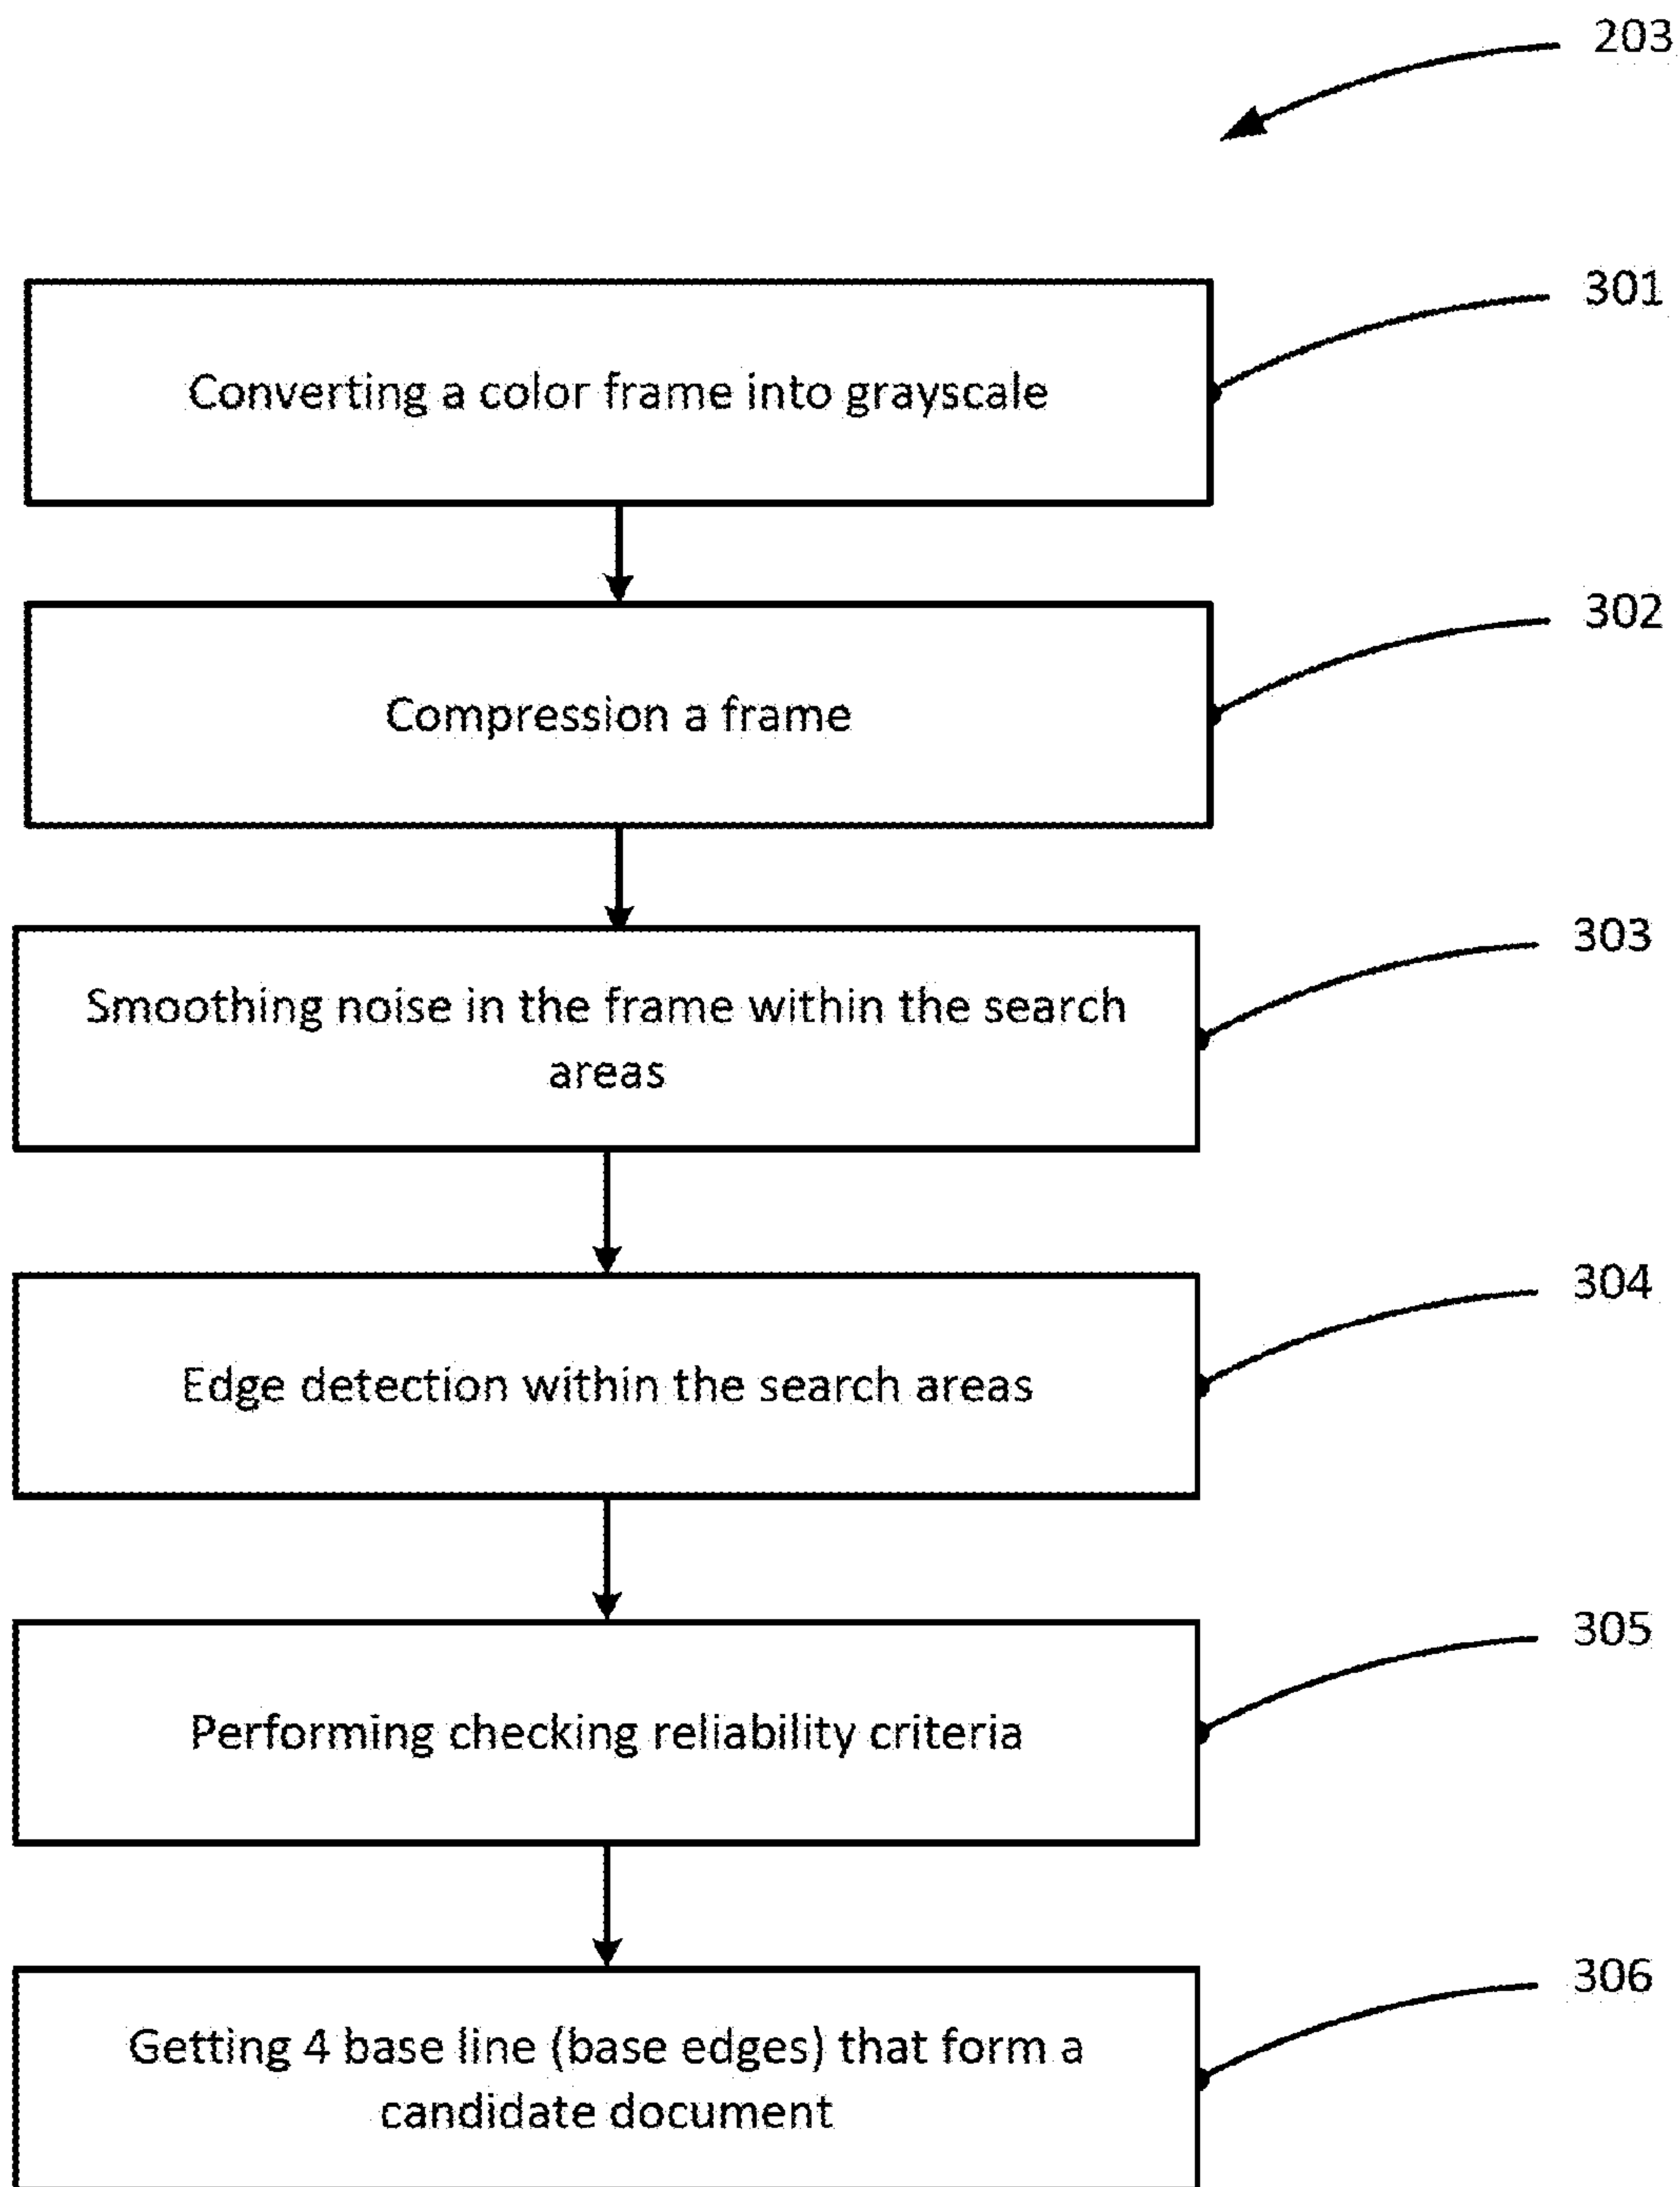 203
301
Converting a color frame into grayscale
302
Compression a frame
303
Smoothing noise in the frame within the search
areas
304
Edge detection within the search areas
305
Performing checking reliability criteria
306
Getting 4 base line (base edges) that form a
candidate document